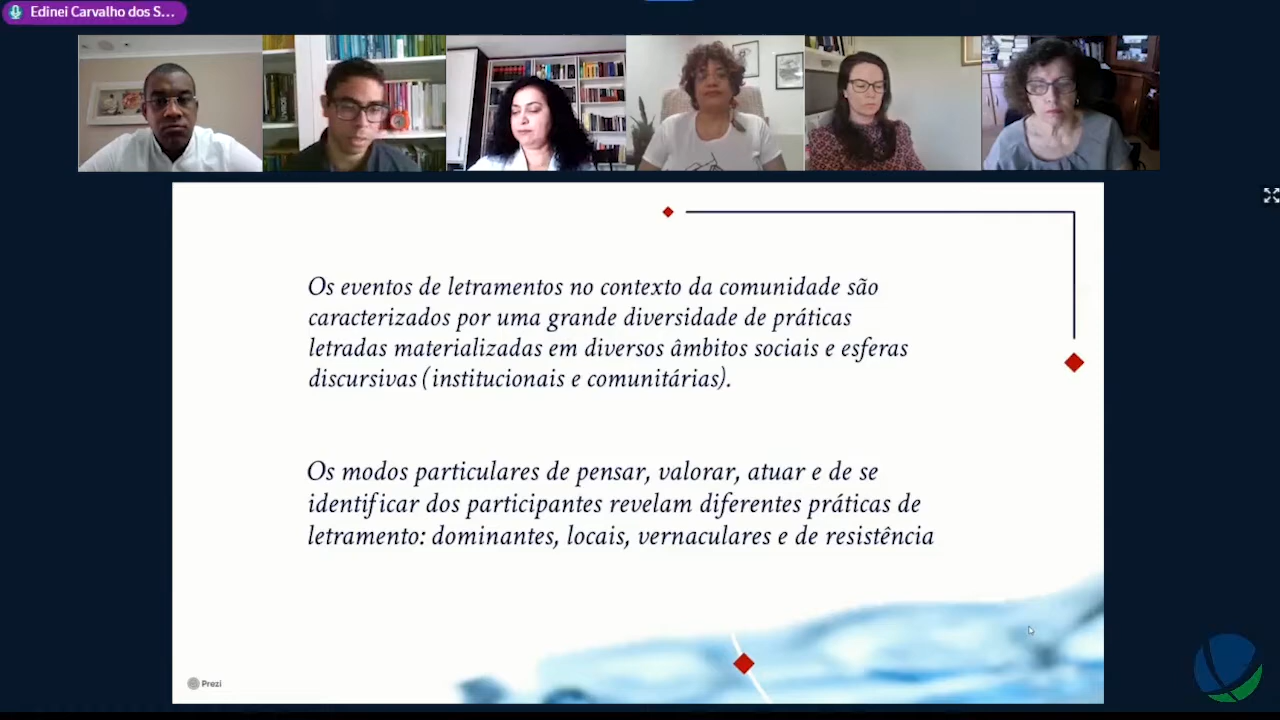 Edinei Carvalho dos S...
Os eventos de letramentos no contexto da comunidade são
caracterizados por uma grande diversidade de práticas
letradas materializadas em diversos âmbitos sociais e esferas
discursivas (institucionais e comunitárias).
Os modos particulares de pensar, valorar, atuar e de se
identificar dos participantes revelam diferentes práticas de
letramento: dominantes, locais, vernaculares e de resistência
Prezi